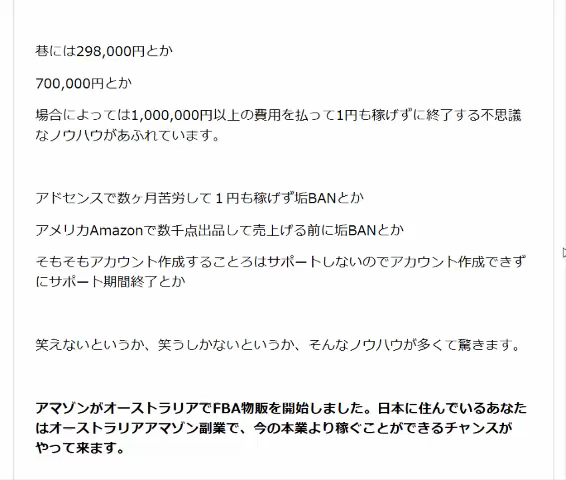 巷には298,000円とか
700,000円とか
場合によっては1,000,000円以上の費用を払って1円も稼げずに終了する不思議
なノウハウがあふれています。
アドセンスで数ヶ月苦労して１円も稼げず垢BANとか
アメリカAmazonで数千点出品して売上げる前に垢BANとか
そもそもアカウント作成することろはサポートしないのでアカウント作成できず
にサポート期間終了とか
笑えないというか、笑うしかないというか、そんなノウハウが多くて驚きます。
アマゾンがオーストラリアでFBA物販を開始しました。日本に住んでいるあなた
はオーストラリアアマゾン副業で、今の本業より稼ぐことができるチャンスが
やって来ます。